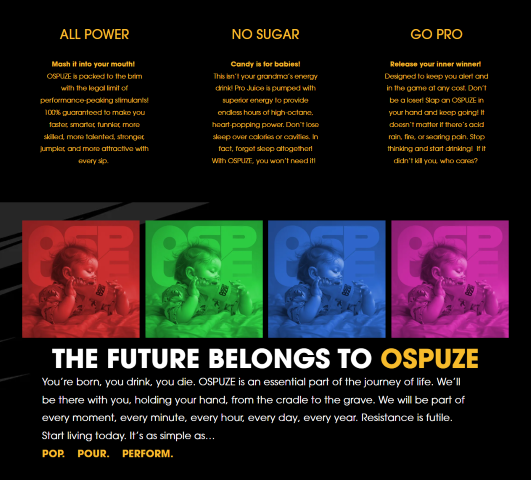 ALL POWER
Mash it into your mouth!
OSPUZE is packed to the brim
with the legal limit of
performance-peaking stimulants!
100% guaranteed to make you
faster, smarter, funnier, more
skilled, more talented, stronger,
jumpier, and more attractive with
every sip.
NO SUGAR
Candy is for babies!
This isn't your grandma's energy
drink! Pro Juice is pumped with
superior energy to provide
endless hours of high-octane,
heart-popping power. Don't lose
sleep over calories or cavities. In
fact, forget sleep altogether!
With OSPUZE, you won't need it!
GO PRO
Release your inner winner!
Designed to keep you alert and
in the game at any cost. Don't
be a loser! Slap an OSPUZE in
your hand and keep going! It
doesn't matter if there's acid
rain, fire, or searing pain. Stop
thinking and start drinking! If it
didn't kill you, who cares?
THE FUTURE BELONGS TO OSPUZE
You're born, you drink, you die. OSPUZE is an essential part of the journey of life. We'll
be there with you, holding your hand, from the cradle to the grave. We will be part of
every moment, every minute, every hour, every day, every year. Resistance is futile.
Start living today. It's as simple as...
POP. POUR. PERFORM.